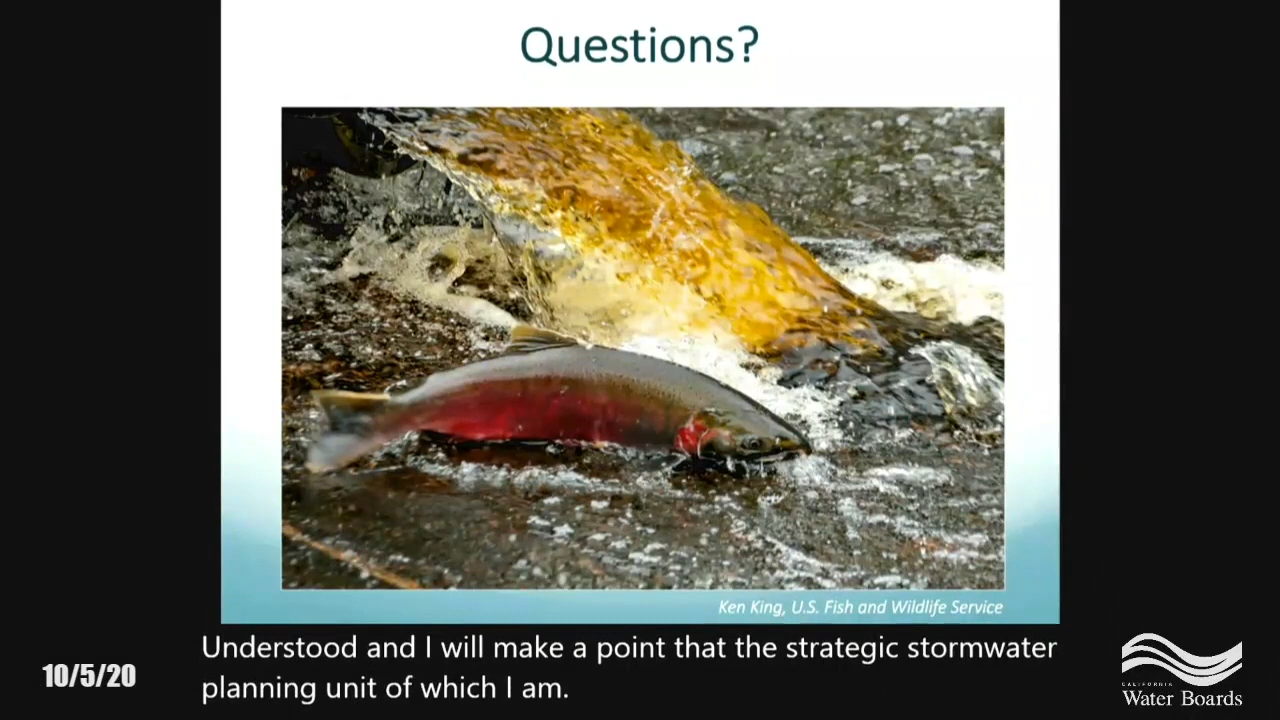 Questions?
Ken King, U.S. Fish and Wildlife Service
Understood and I will make a point that the strategic stormwater
planning unit of which I am.
10/5/20
CALIFORNIA
Water Boards